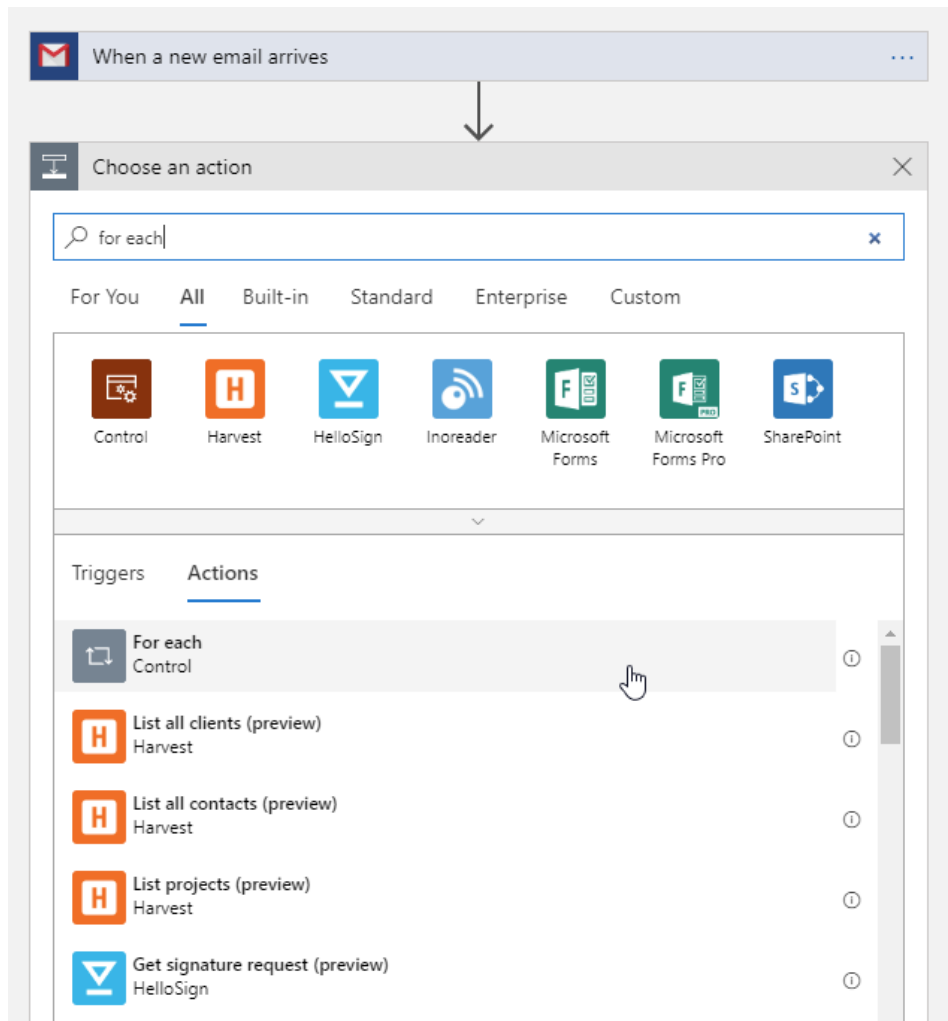 When a new email arrives
Choose an action
for each
For You All Built-in Standard Enterprise Custom
Control Harvest HelloSign Inoreader Microsoft Forms Microsoft Forms Pro SharePoint
Triggers Actions
For each
Control
List all clients (preview)
Harvest
List all contacts (preview)
Harvest
List projects (preview)
Harvest
Get signature request (preview)
HelloSign